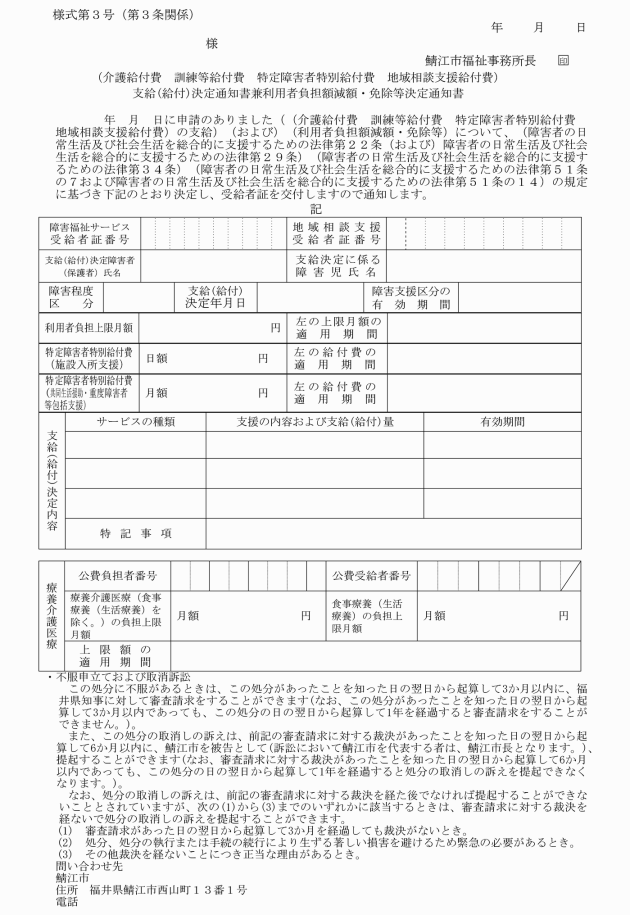 様式第３号（第３条関係）
年　　月　　日
様
鯖江市福祉事務所長　印
（介護給付費　訓練等給付費　特定障害者特別給付費　地域相談支援給付費）
支給(給付)決定通知書兼利用者負担額減額・免除等決定通知書
年　月　日に申請のありました（（介護給付費　訓練等給付費　特定障害者特別給付費
地域相談支援給付費）の支給）（および）（利用者負担額減額・免除等）について、（障害者の日
常生活及び社会生活を総合的に支援するための法律第２２条（および）障害者の日常生活及び社会
生活を総合的に支援するための法律第２９条）（障害者の日常生活及び社会生活を総合的に支援す
るための法律第３４条）（障害者の日常生活及び社会生活を総合的に支援するための法律第５１条
の７および障害者の日常生活及び社会生活を総合的に支援するための法律第５１条の１４）の規定
に基づき下記のとおり決定し、受給者証を交付しますので通知します。
記
障害福祉サービス
受給者証番号
地域相談支援
受給者証番号
支給(給付)決定障害者
（保護者）氏名
支給決定に係る
障害児氏名
障害程度
区　　分
支給(給付)
決定年月日
障害支援区分の
有　効　期　間
利用者負担上限月額
円
左の上限月額の
適　用　期　間
特定障害者特別給付費
（施設入所支援）
日額　円
左の給付費の
適　用　期　間
特定障害者特別給付費
（共同生活援助・重度障害者
等包括支援）
月額　円
左の給付費の
適　用　期　間
支給(給付)決定内容
サービスの種類
支援の内容および支給(給付)量
有効期間
特　記　事　項
療養介護医療
公費負担者番号
公費受給者番号
療養介護医療（食事
療養（生活療養）を
除く。）の負担上限
月額
月額　円
食事療養（生活
療養）の負担上
限月額
月額　円
上　限　額　の
適　用　期　間
・不服申立ておよび取消訴訟
この処分に不服があるときは、この処分があったことを知った日の翌日から起算して3か月以内に、福
井県知事に対して審査請求をすることができます(なお、この処分があったことを知った日の翌日から起
算して3か月以内であっても、この処分の日の翌日から起算して1年を経過すると審査請求をすることが
できません。)。
また、この処分の取消しの訴えは、前記の審査請求に対する裁決があったことを知った日の翌日から起
算して6か月以内に、鯖江市を被告として(訴訟において鯖江市を代表する者は、鯖江市長となります。)、
提起することができます(なお、審査請求に対する裁決があったことを知った日の翌日から起算して6か月
以内であっても、この処分の日の翌日から起算して1年を経過すると処分の取消しの訴えを提起できなく
なります。)。
なお、処分の取消しの訴えは、前記の審査請求に対する裁決を経た後でなければ提起することができな
いこととされていますが、次の(1)から(3)までのいずれかに該当するときは、審査請求に対する裁決を
経ないで処分の取消しの訴えを提起することができます。
(1)　審査請求があった日の翌日から起算して3か月を経過しても裁決がないとき。
(2)　処分、処分の執行または手続の続行により生ずる著しい損害を避けるため緊急の必要があるとき。
(3)　その他裁決を経ないことにつき正当な理由があるとき。
問い合わせ先
鯖江市
住所　福井県鯖江市西山町１３番１号
電話